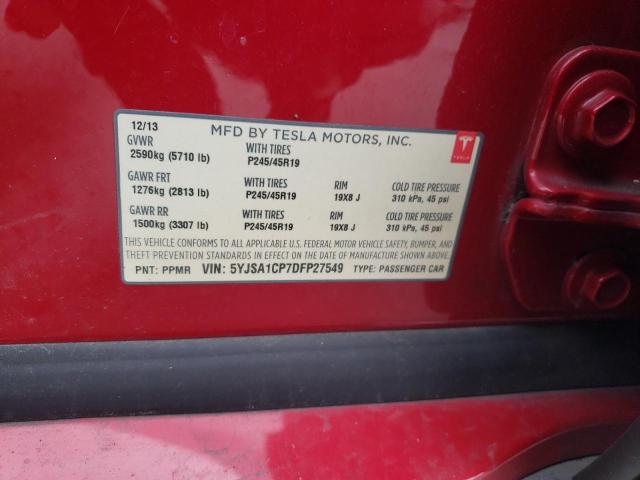 12/13 MFD BY TESLA MOTORS, INC.
GVWR WITH TIRES
2590kg (5710 lb) P245/45R19
TESLA
GAWR FRT WITH TIRES RIM COLD TIRE PRESSURE
1276kg (2813 lb) P245/45R19 19X8 J 310 kPa, 45 psi
GAWR RR WITH TIRES RIM COLD TIRE PRESSURE
1500kg (3307 lb) P245/45R19 19X8 J 310 kPa, 45 psi
THIS VEHICLE CONFORMS TO ALL APPLICABLE U.S. FEDERAL MOTOR VEHICLE SAFETY, BUMPER, AND
THEFT PREVENTION STANDARDS IN EFFECT ON THE DATE OF MANUFACTURE SHOWN ABOVE.
PNT: PPMR VIN: 5YJSA1CP7DFP27549 TYPE: PASSENGER CAR